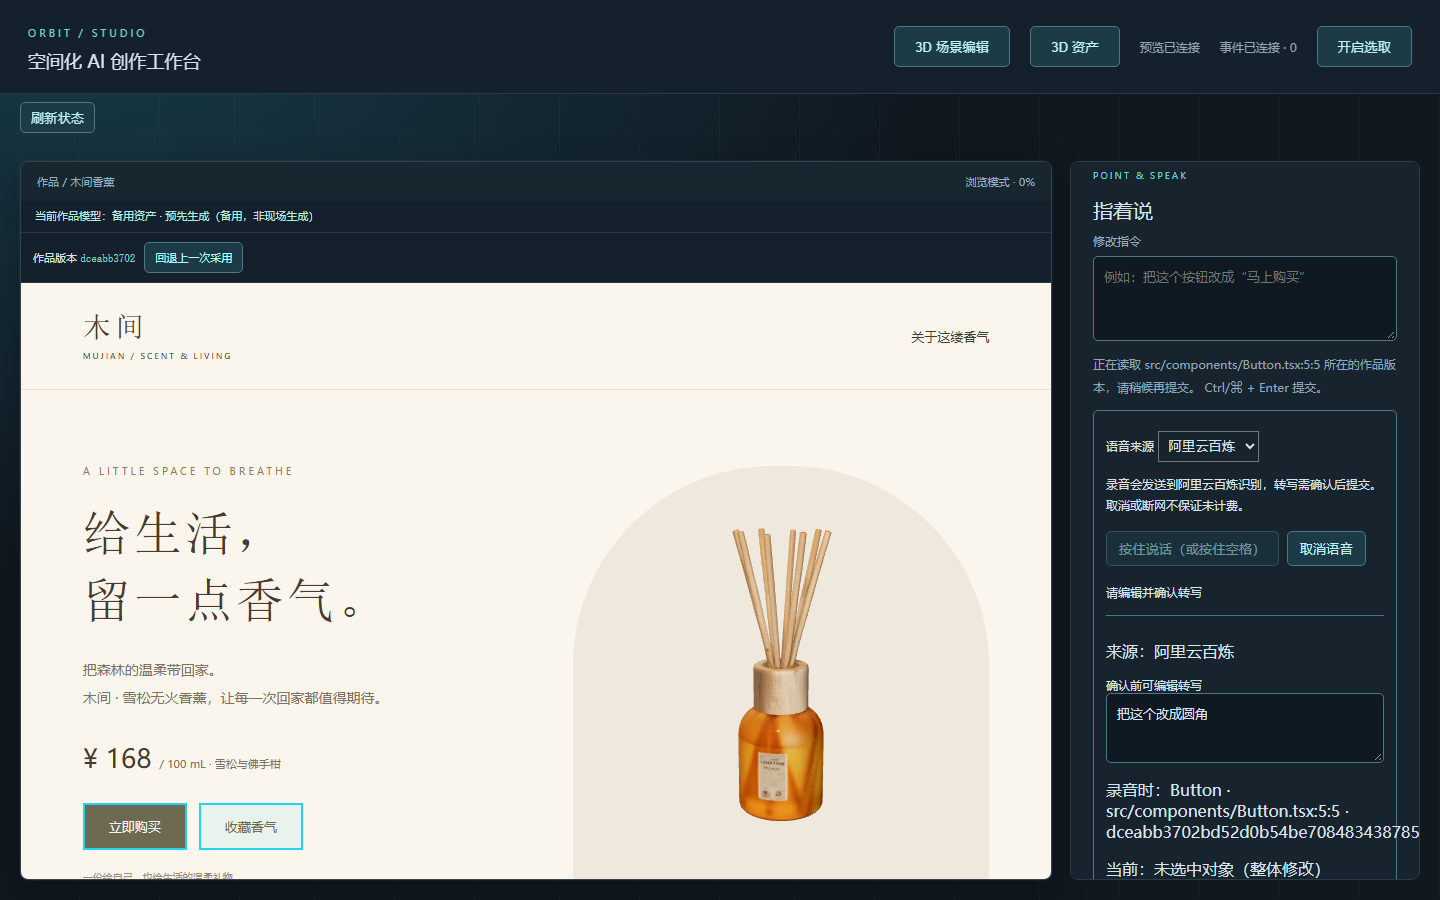 ORBIT / STUDIO
空间化 AI 创作工作台
3D 场景编辑
3D 资产
预览已连接
事件已连接 · 0
开启选取
刷新状态
作品 / 木间香薰
浏览模式 · 0%
当前作品模型：备用资产 · 预先生成（备用，非现场生成）
作品版本 dceabb3702
回退上一次采用
木间
MUJIAN / SCENT & LIVING
关于这缕香气
A LITTLE SPACE TO BREATHE
给生活，
留一点香气。
把森林的温柔带回家。
木间 · 雪松无火香薰，让每一次回家都值得期待。
¥ 168 / 100 mL · 雪松与佛手柑
立即购买
收藏香气
POINT & SPEAK
指着说
修改指令
例如：把这个按钮改成“马上购买”
正在读取 src/components/Button.tsx:5:5 所在的作品版
本，请稍候再提交。 Ctrl/⌘ + Enter 提交。
语音来源 阿里云百炼
录音会发送到阿里云百炼识别，转写需确认后提交。
取消或断网不保证未计费。
按住说话（或按住空格）
取消语音
请编辑并确认转写
来源：阿里云百炼
确认前可编辑转写
把这个改成圆角
录音时：Button ·
src/components/Button.tsx:5:5 ·
dceabb3702bd52d0b54be708483438785
当前：未选中对象（整体修改）